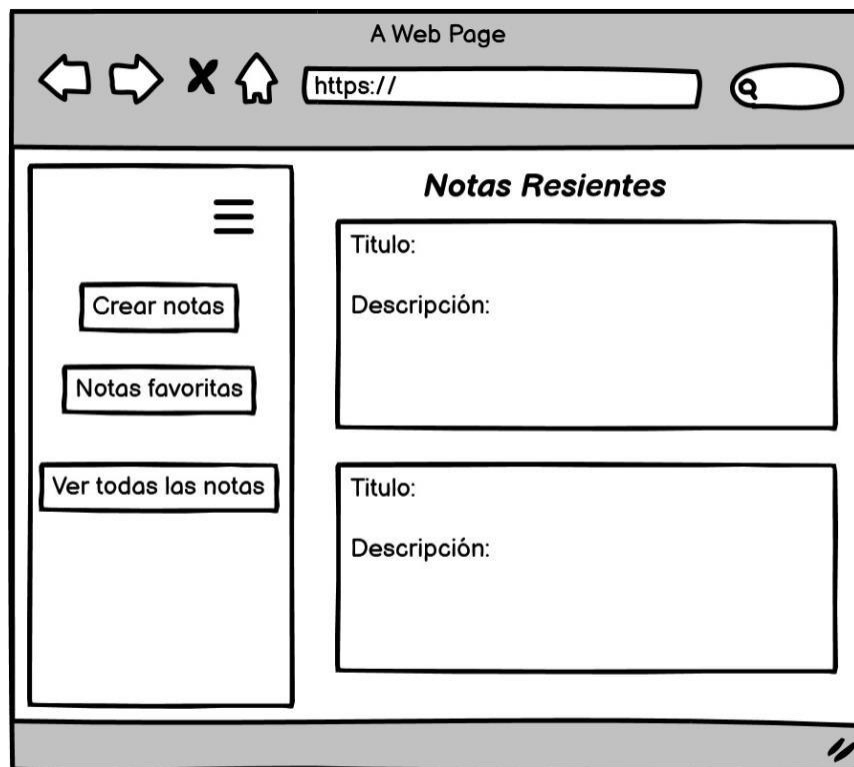 A Web Page
https://
Notas Resientes
Crear notas
Notas favoritas
Ver todas las notas
Titulo:
Descripción:
Titulo:
Descripción: